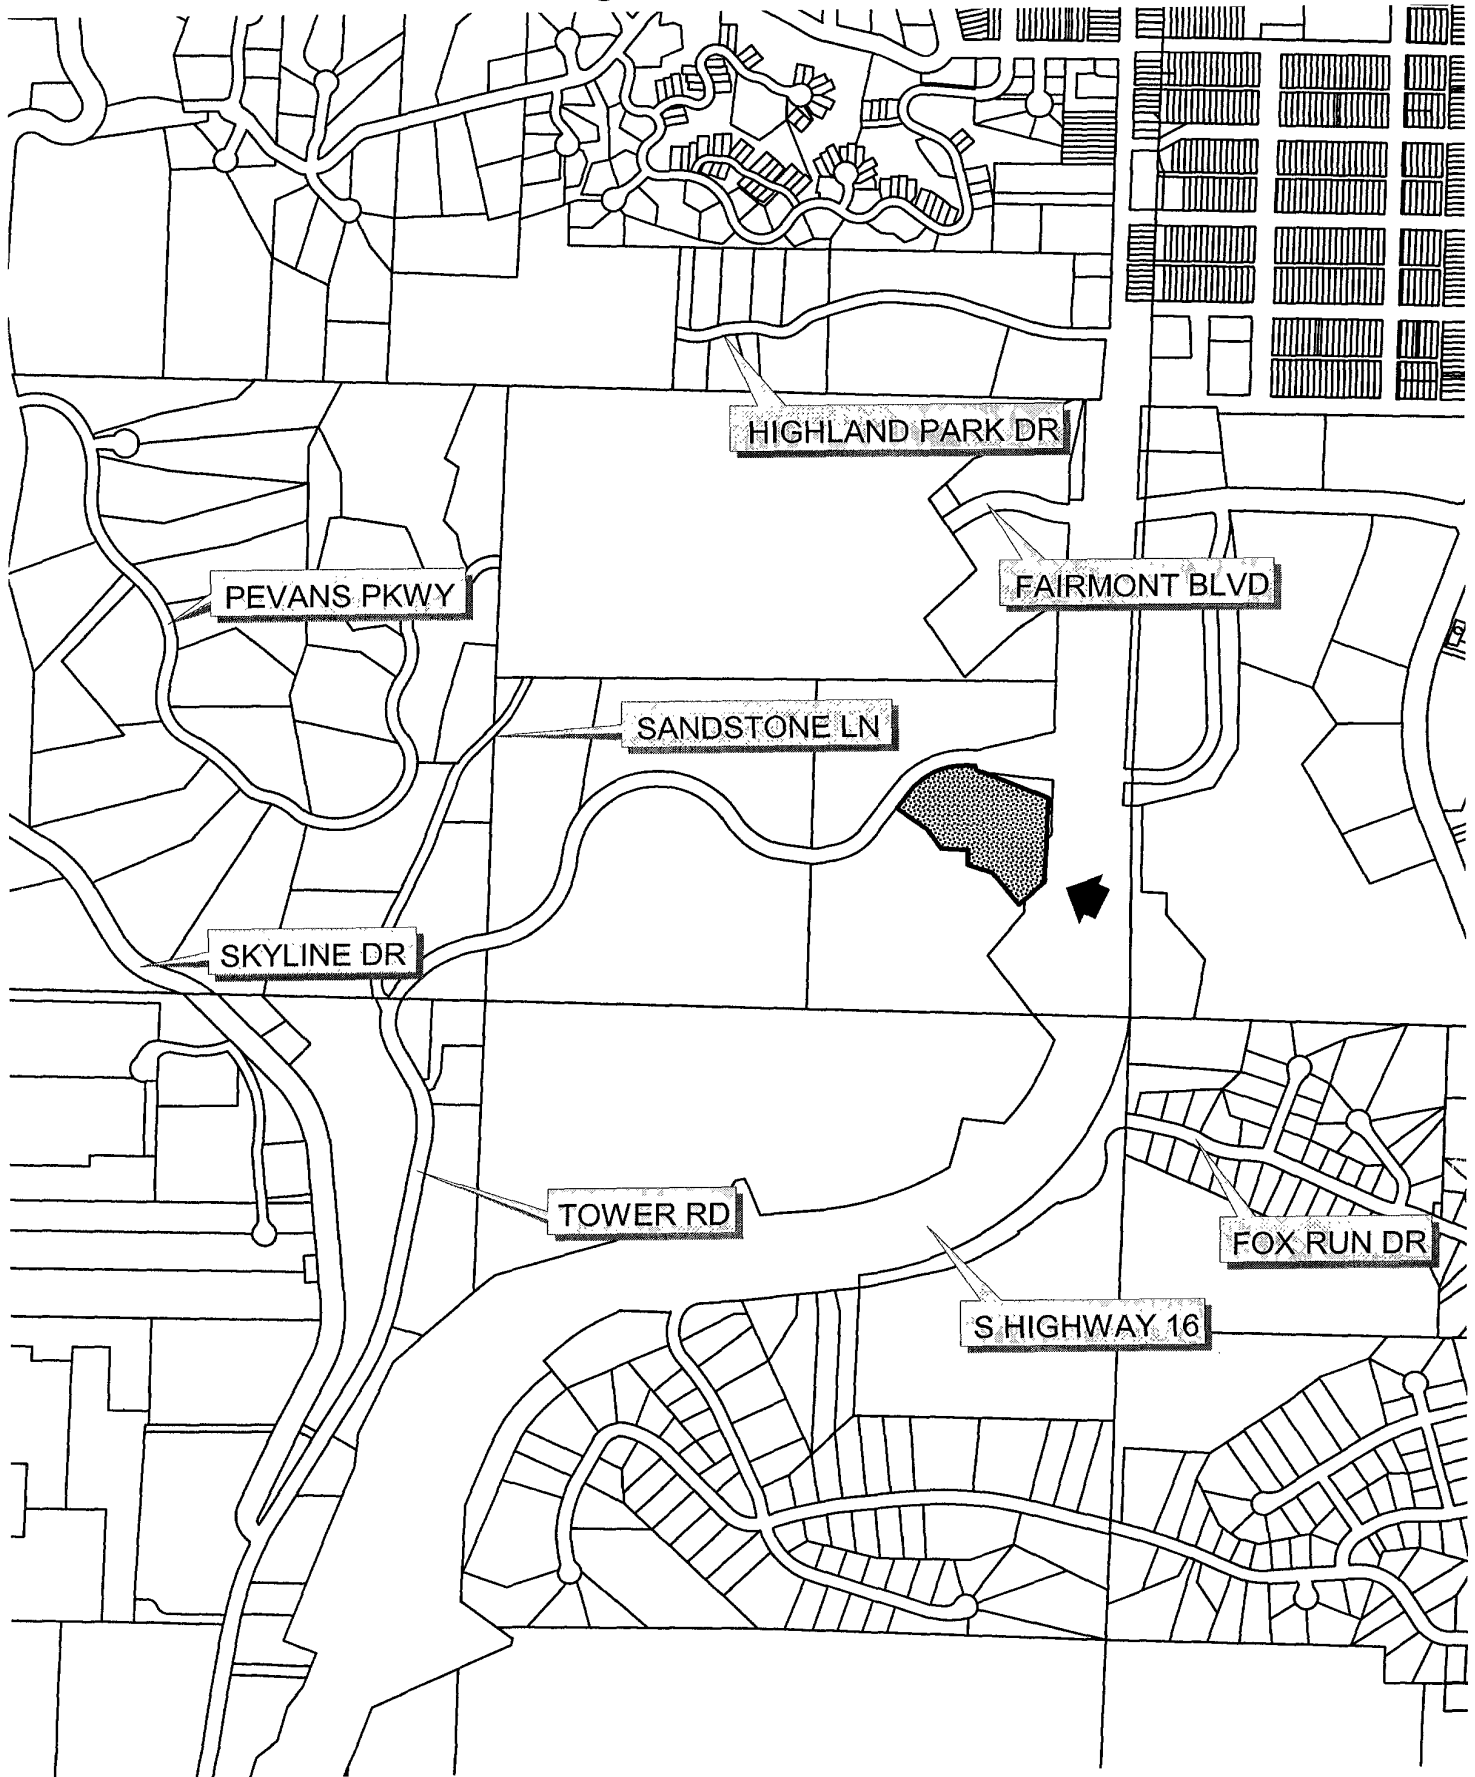 HIGHLAND PARK DR
FAIRMONT BLVD
PEVANS PKWY
SANDSTONE LN
SKYLINE DR
TOWER RD
FOX RUN DR
S HIGHWAY 16